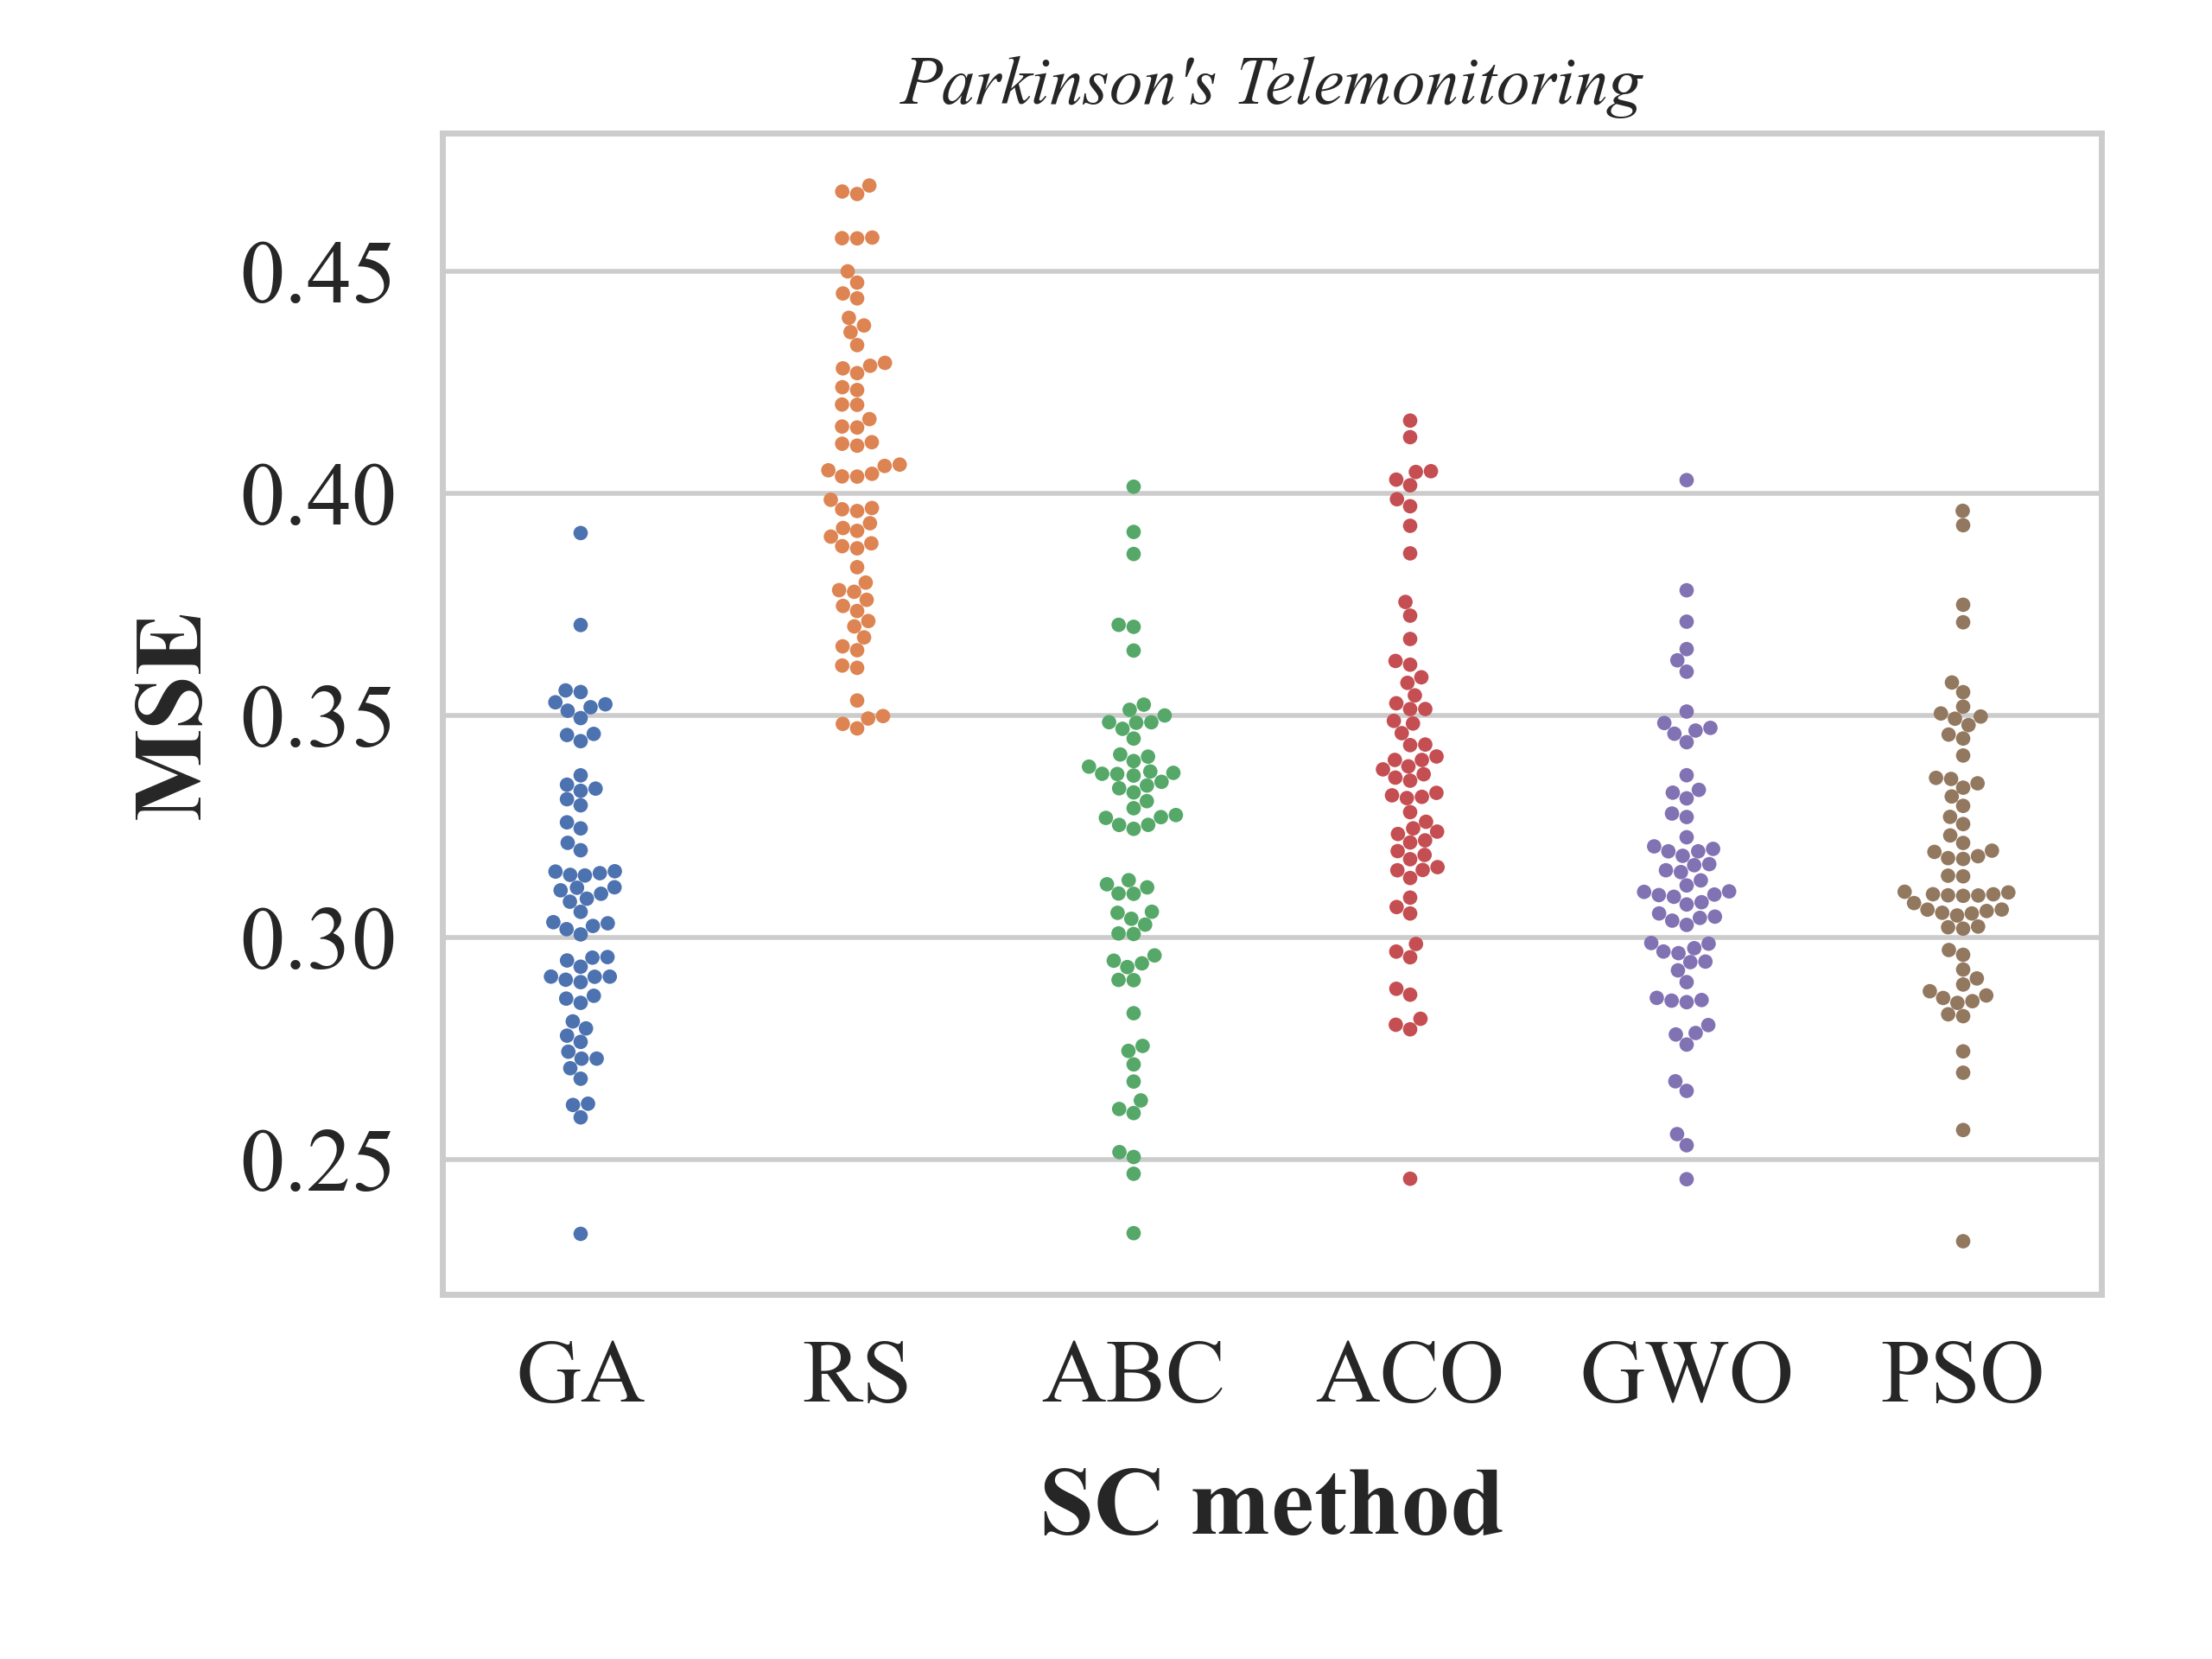 Parkinson's Telemonitoring
MSE
0.45
0.40
0.35
0.30
0.25
GA RS ABC ACO GWO PSO
SC method